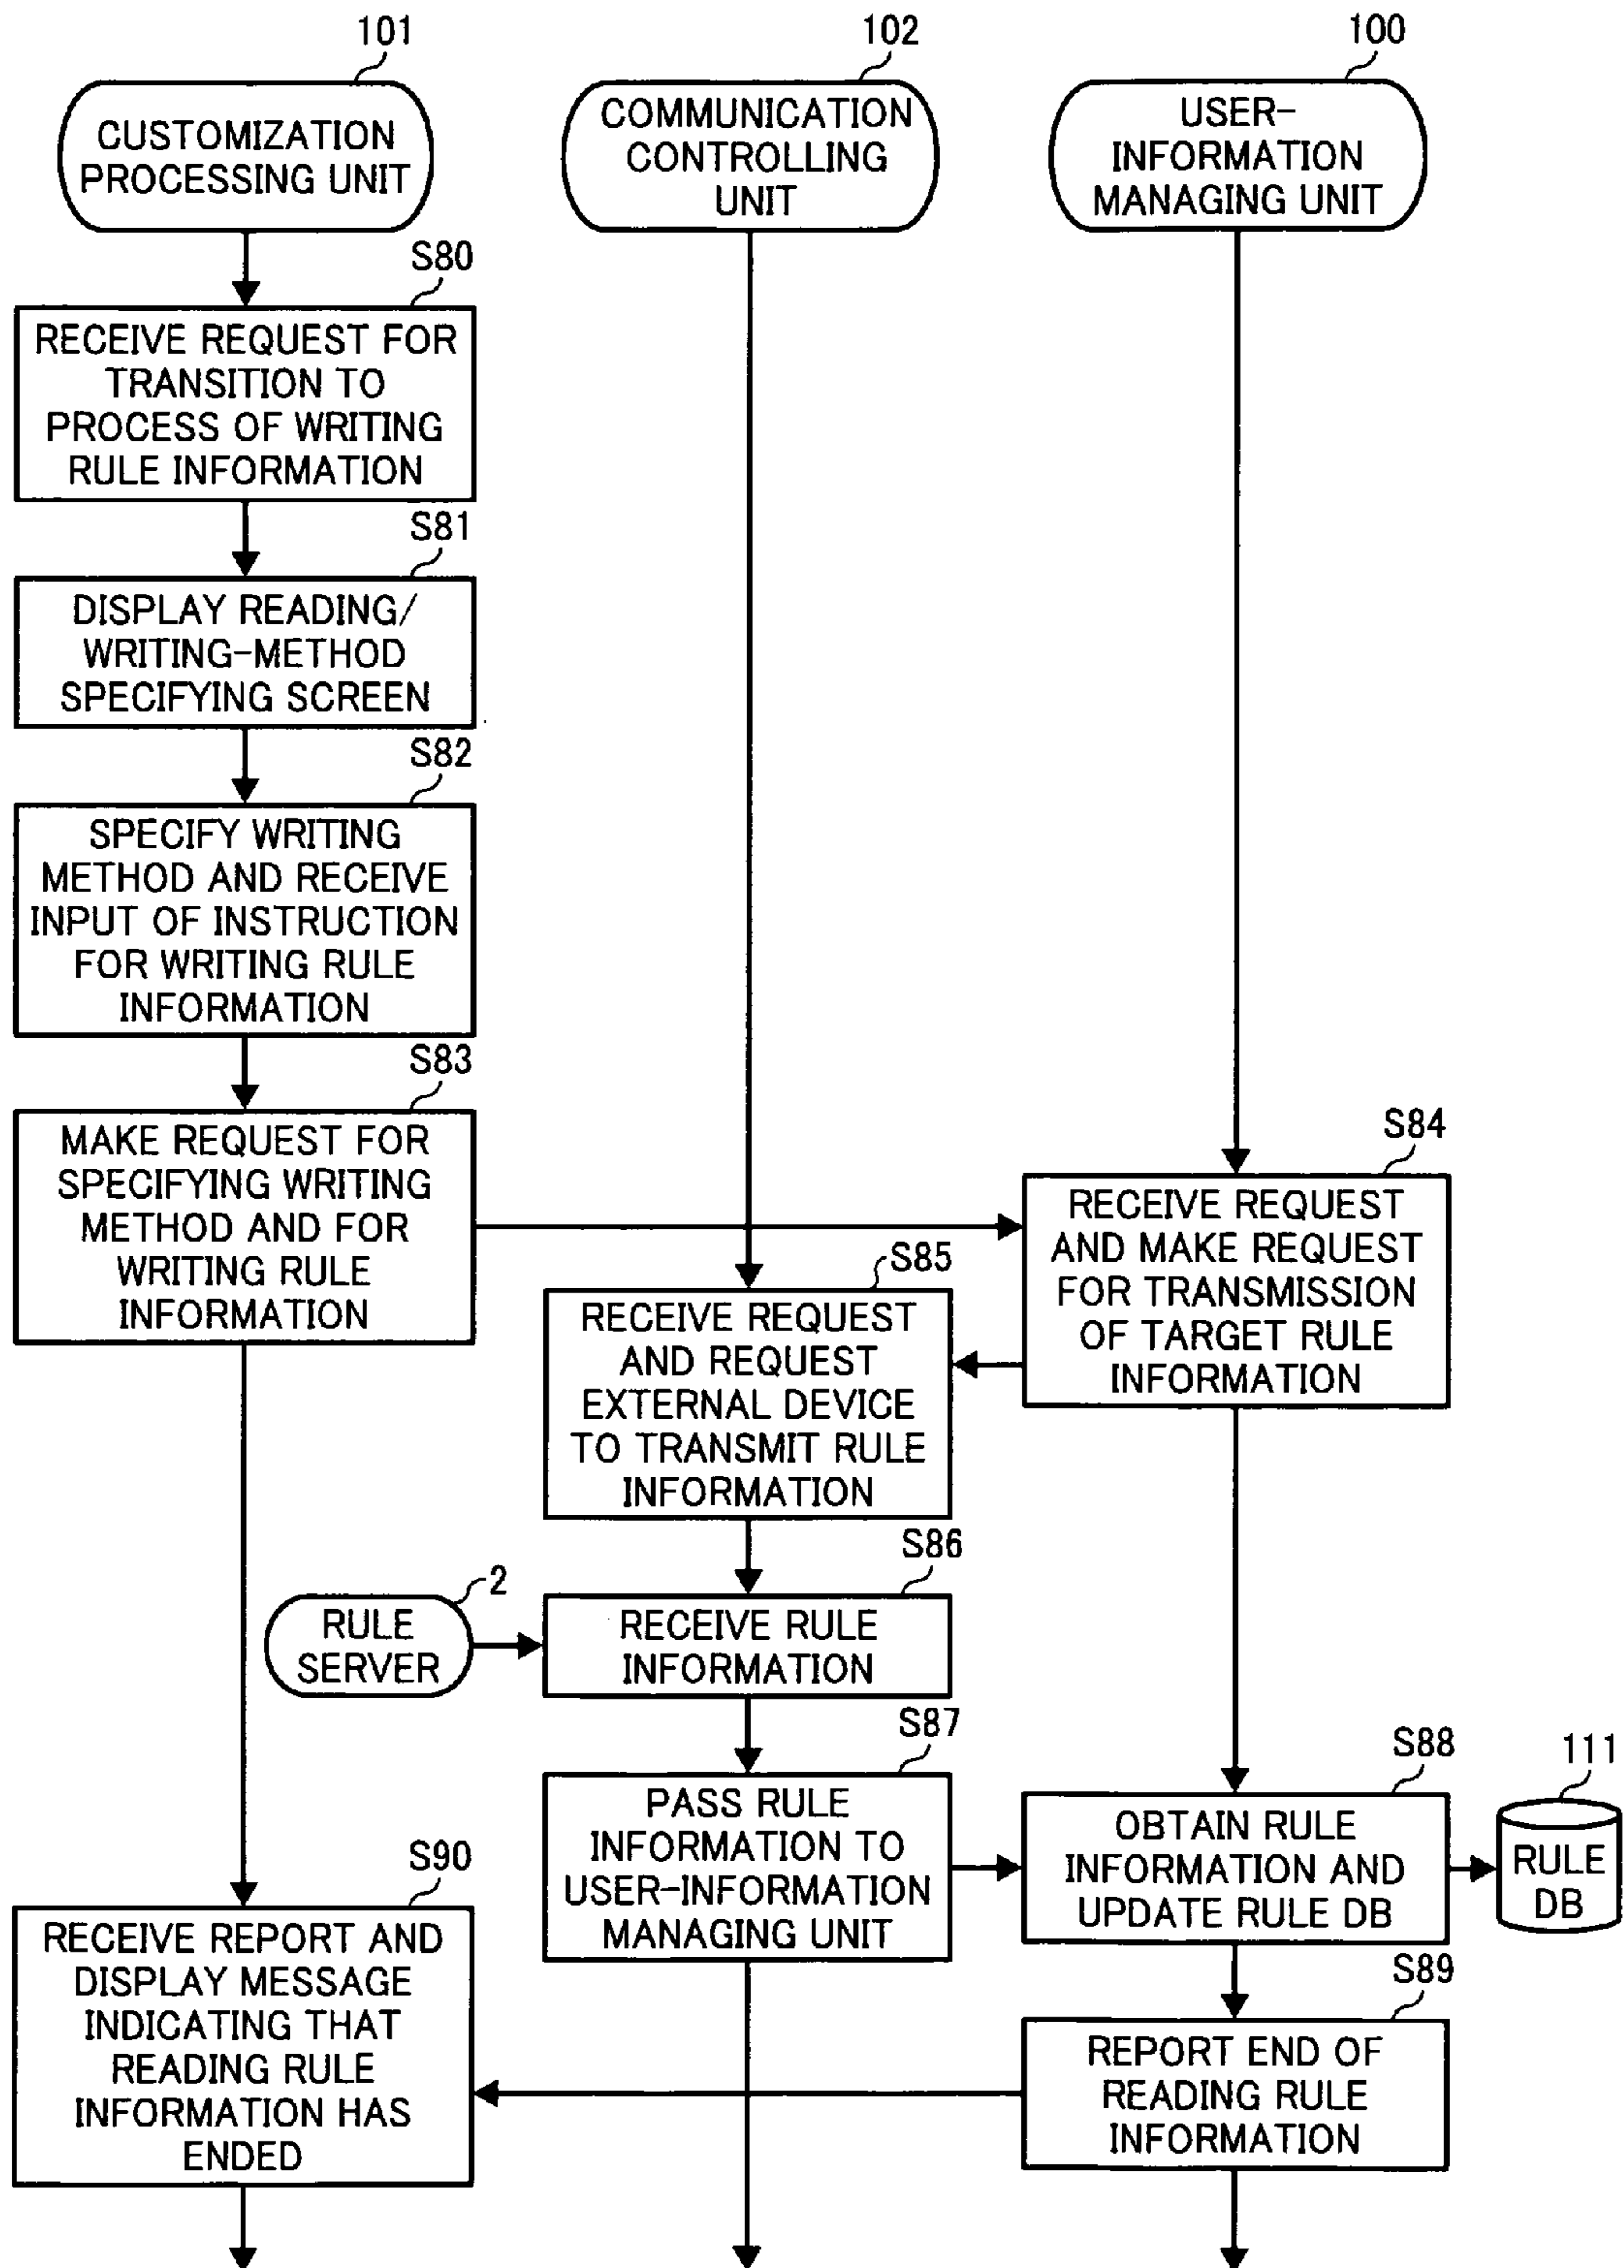 101
CUSTOMIZATION
PROCESSING UNIT
102
COMMUNICATION
CONTROLLING
UNIT
100
USER-
INFORMATION
MANAGING UNIT
S80
RECEIVE REQUEST FOR
TRANSITION TO
PROCESS OF WRITING
RULE INFORMATION
S81
DISPLAY READING/
WRITING-METHOD
SPECIFYING SCREEN
S82
SPECIFY WRITING
METHOD AND RECEIVE
INPUT OF INSTRUCTION
FOR WRITING RULE
INFORMATION
S83
MAKE REQUEST FOR
SPECIFYING WRITING
METHOD AND FOR
WRITING RULE
INFORMATION
S84
RECEIVE REQUEST
AND MAKE REQUEST
FOR TRANSMISSION
OF TARGET RULE
INFORMATION
S85
RECEIVE REQUEST
AND REQUEST
EXTERNAL DEVICE
TO TRANSMIT RULE
INFORMATION
2
RULE
SERVER
S86
RECEIVE RULE
INFORMATION
S87
PASS RULE
INFORMATION TO
USER-INFORMATION
MANAGING UNIT
S88
OBTAIN RULE
INFORMATION AND
UPDATE RULE DB
111
RULE
DB
S89
REPORT END OF
READING RULE
INFORMATION
S90
RECEIVE REPORT AND
DISPLAY MESSAGE
INDICATING THAT
READING RULE
INFORMATION HAS
ENDED